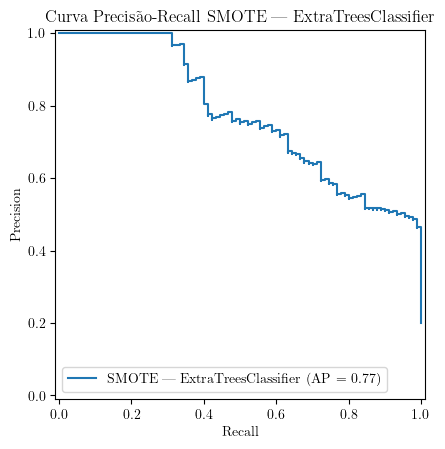 Curva Precisão-Recall SMOTE — ExtraTreesClassifier
1.0
0.8
0.6
0.4
0.2
0.0
Precision
SMOTE — ExtraTreesClassifier (AP = 0.77)
0.0 0.2 0.4 0.6 0.8 1.0
Recall